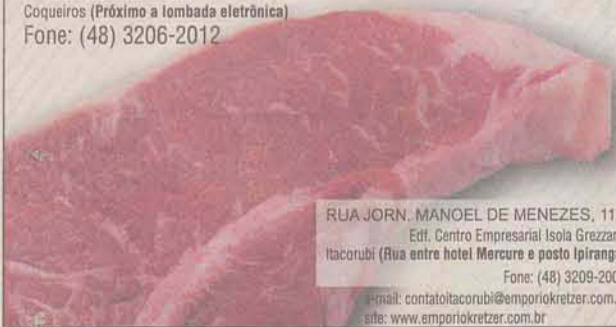 Coqueiros (Próximo a lombada eletrônica)
Fone: (48) 3206-2012
RUA JORN. MANOEL DE MENEZES, 11
Edf. Centro Empresarial Isola Grezzar
Itacorubi (Rua entre hotel Mercure e posto Ipirang
Fone: (48) 3209-200
e-mail: contatoitacorubi@emporiokretzer.com.
site: www.emporiokretzer.com.br